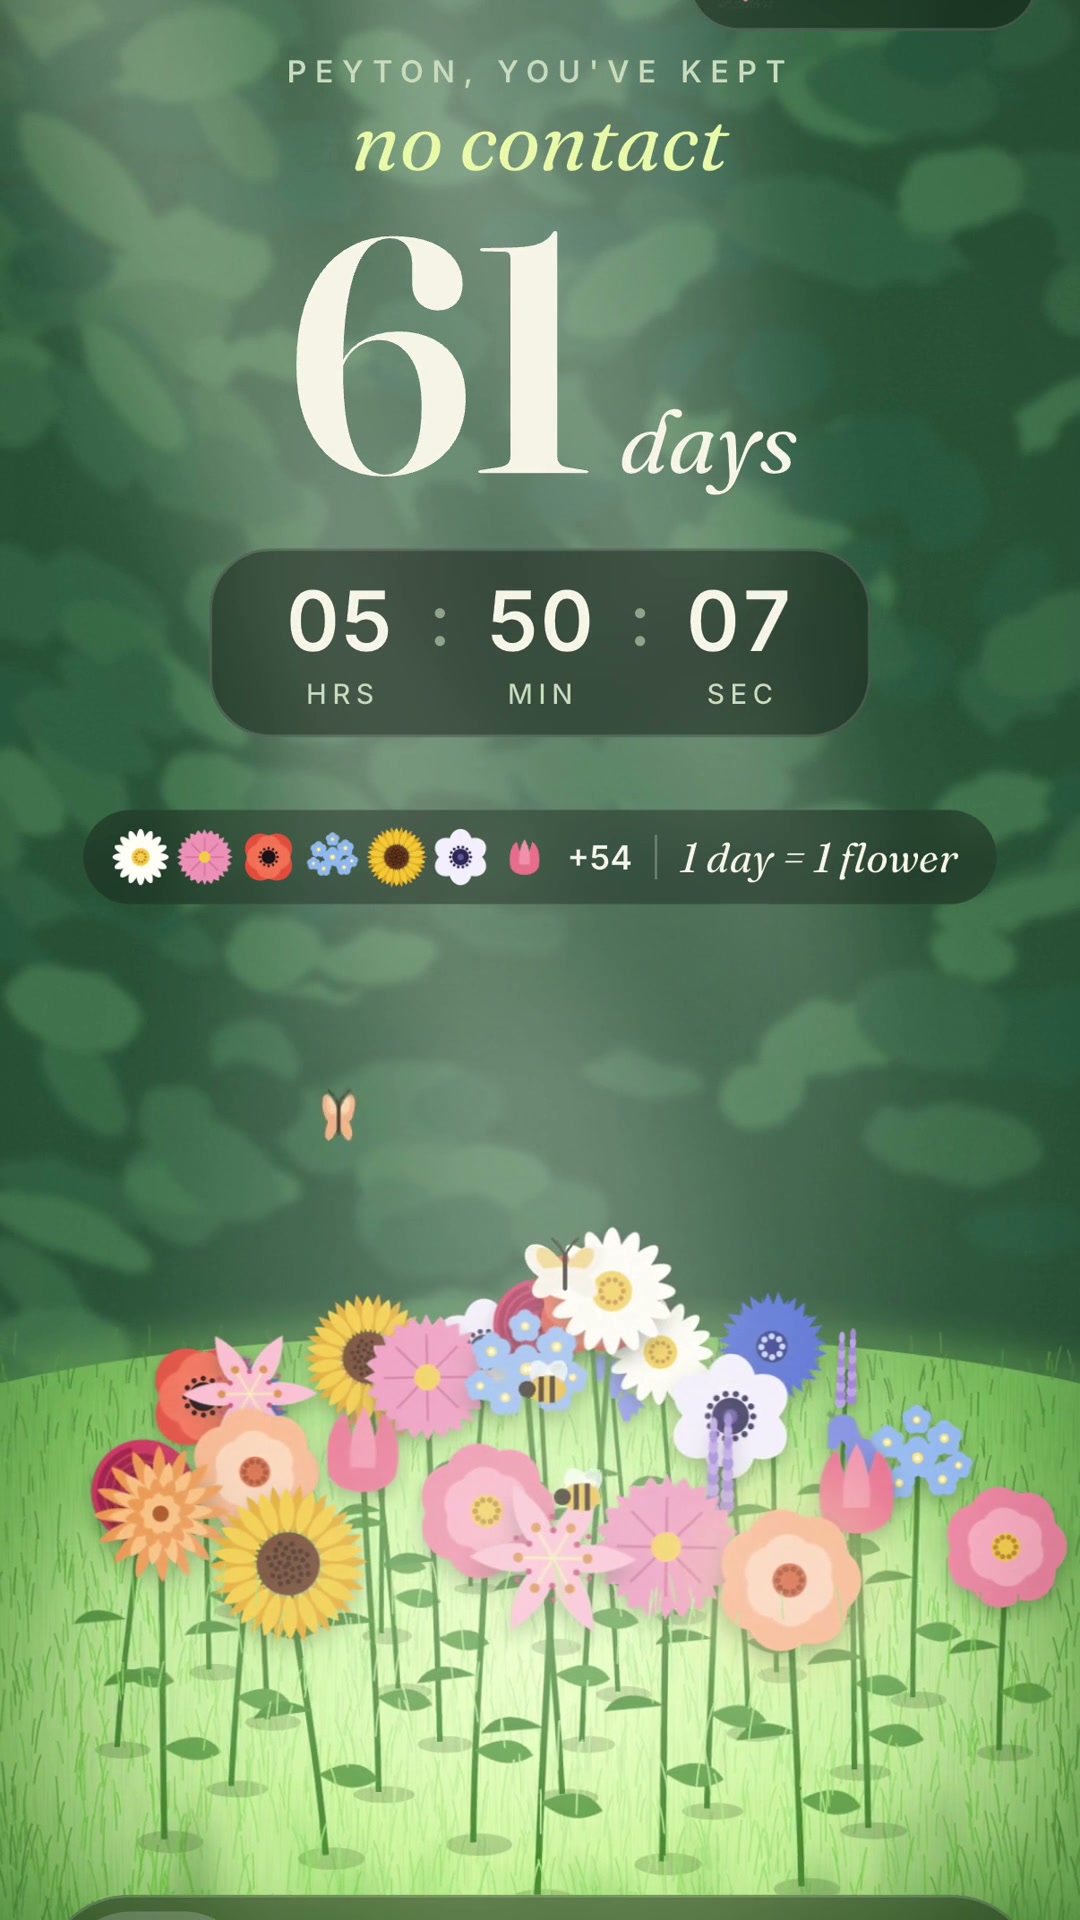 PEYTON, YOU'VE KEPT
no contact
61 days
05 : 50 : 07
HRS MIN SEC
+54 | 1 day = 1 flower